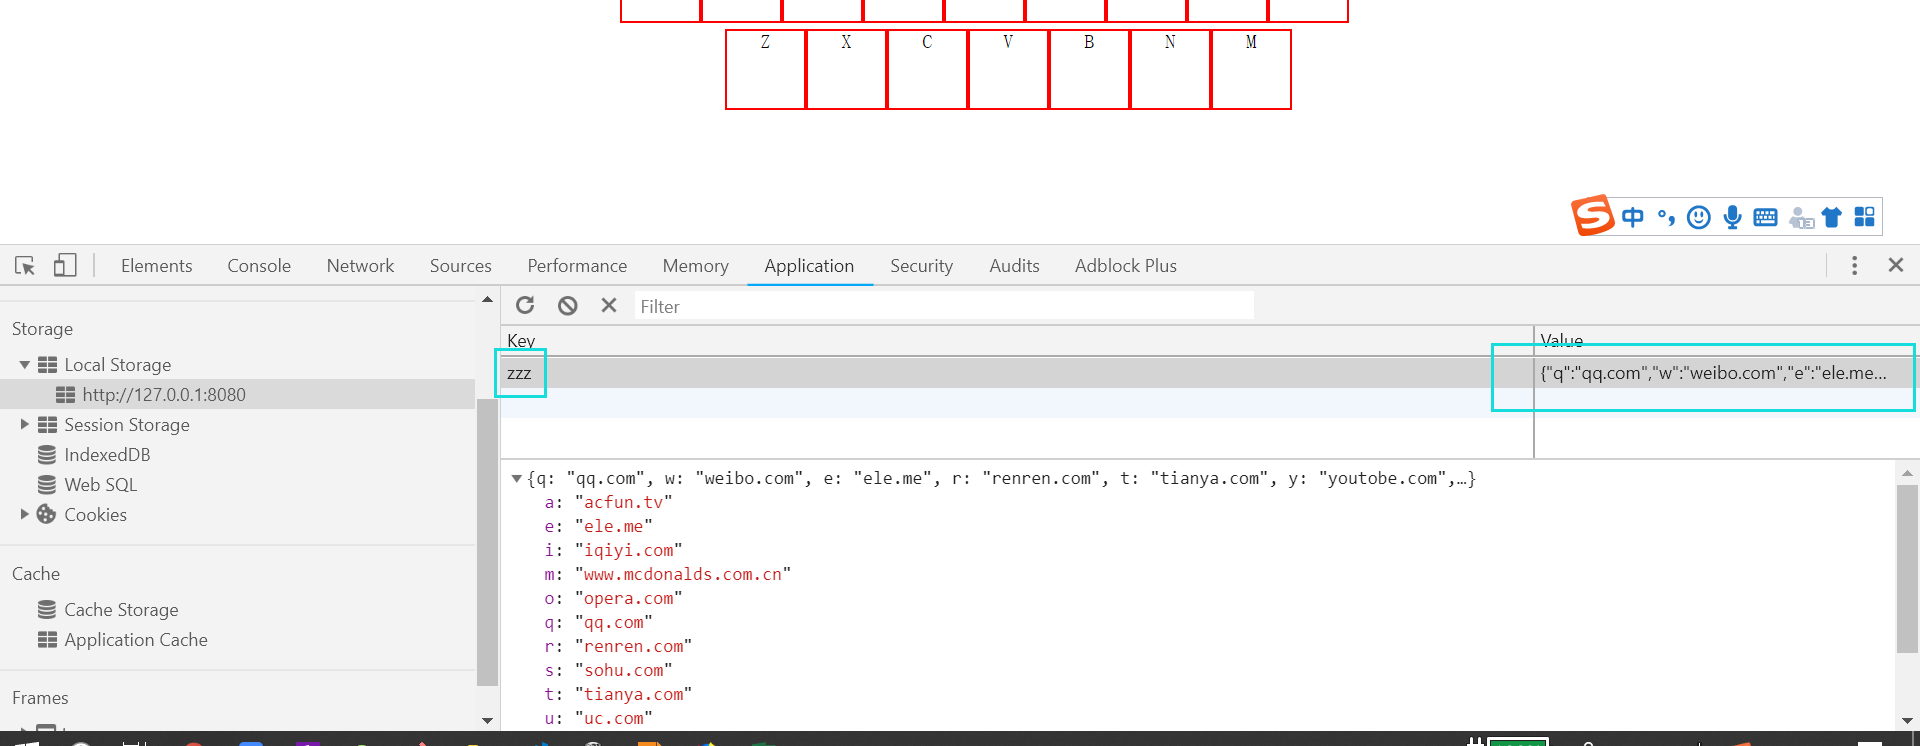 Z X C V B N M
中 °,
Elements Console Network Sources Performance Memory Application Security Audits Adblock Plus
Filter
Storage
Local Storage
http://127.0.0.1:8080
Session Storage
IndexedDB
Web SQL
Cookies
Cache
Cache Storage
Application Cache
Frames
Key Value
zzz {"q":"qq.com","w":"weibo.com","e":"ele.me...
{q: "qq.com", w: "weibo.com", e: "ele.me", r: "renren.com", t: "tianya.com", y: "youtobe.com",…}
a: "acfun.tv"
e: "ele.me"
i: "iqiyi.com"
m: "www.mcdonalds.com.cn"
o: "opera.com"
q: "qq.com"
r: "renren.com"
s: "sohu.com"
t: "tianya.com"
u: "uc.com"